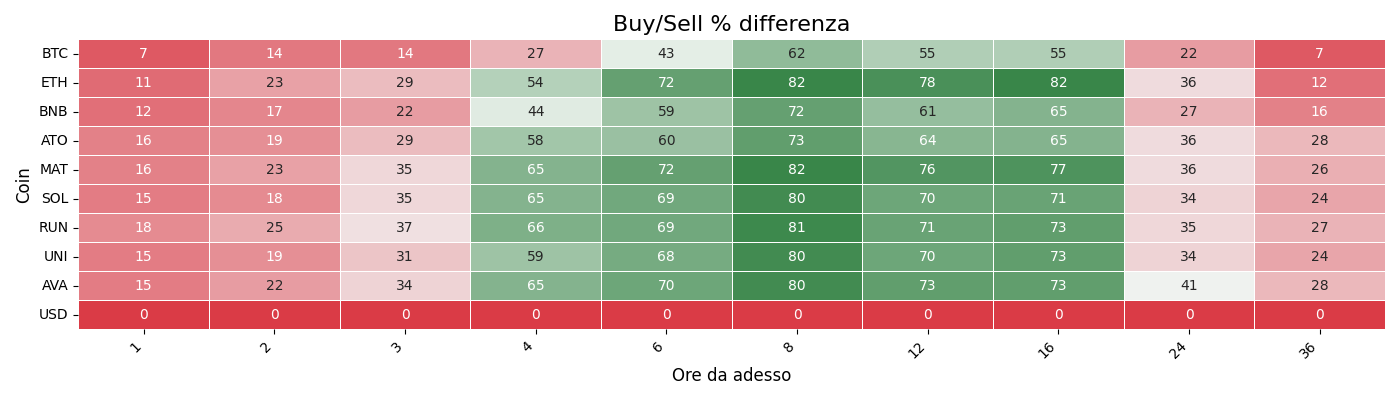 Buy/Sell % differenza
Coin
BTC 7 14 14 27 43 62 55 55 22 7
ETH 11 23 29 54 72 82 78 82 36 12
BNB 12 17 22 44 59 72 61 65 27 16
ATO 16 19 29 58 60 73 64 65 36 28
MAT 16 23 35 65 72 82 76 77 36 26
SOL 15 18 35 65 69 80 70 71 34 24
RUN 18 25 37 66 69 81 71 73 35 27
UNI 15 19 31 59 68 80 70 73 34 24
AVA 15 22 34 65 70 80 73 73 41 28
USD 0 0 0 0 0 0 0 0 0 0
1 2 3 4 6 8 12 16 24 36
Ore da adesso